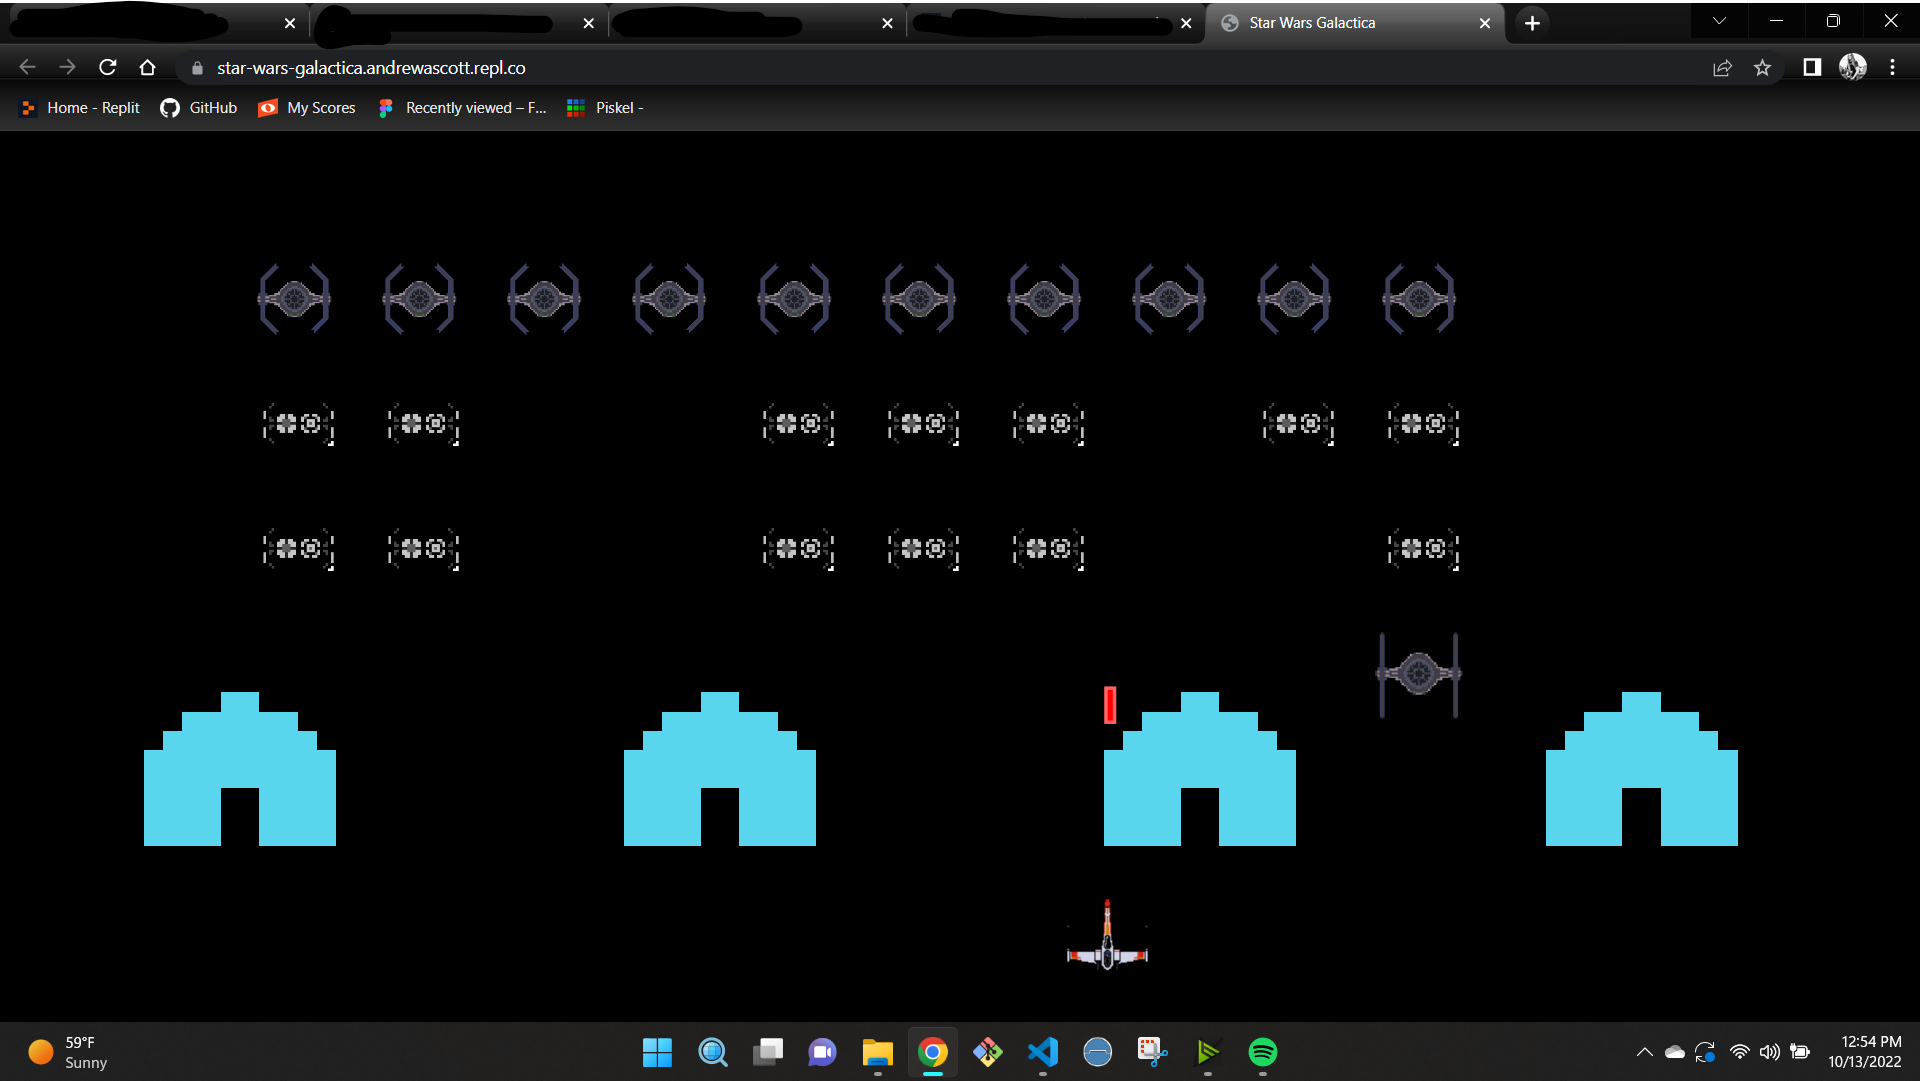 Star Wars Galactica
star-wars-galactica.andrewascott.repl.co
Home - Replit GitHub My Scores Recently viewed – F... Piskel -
59°F
Sunny
12:54 PM
10/13/2022